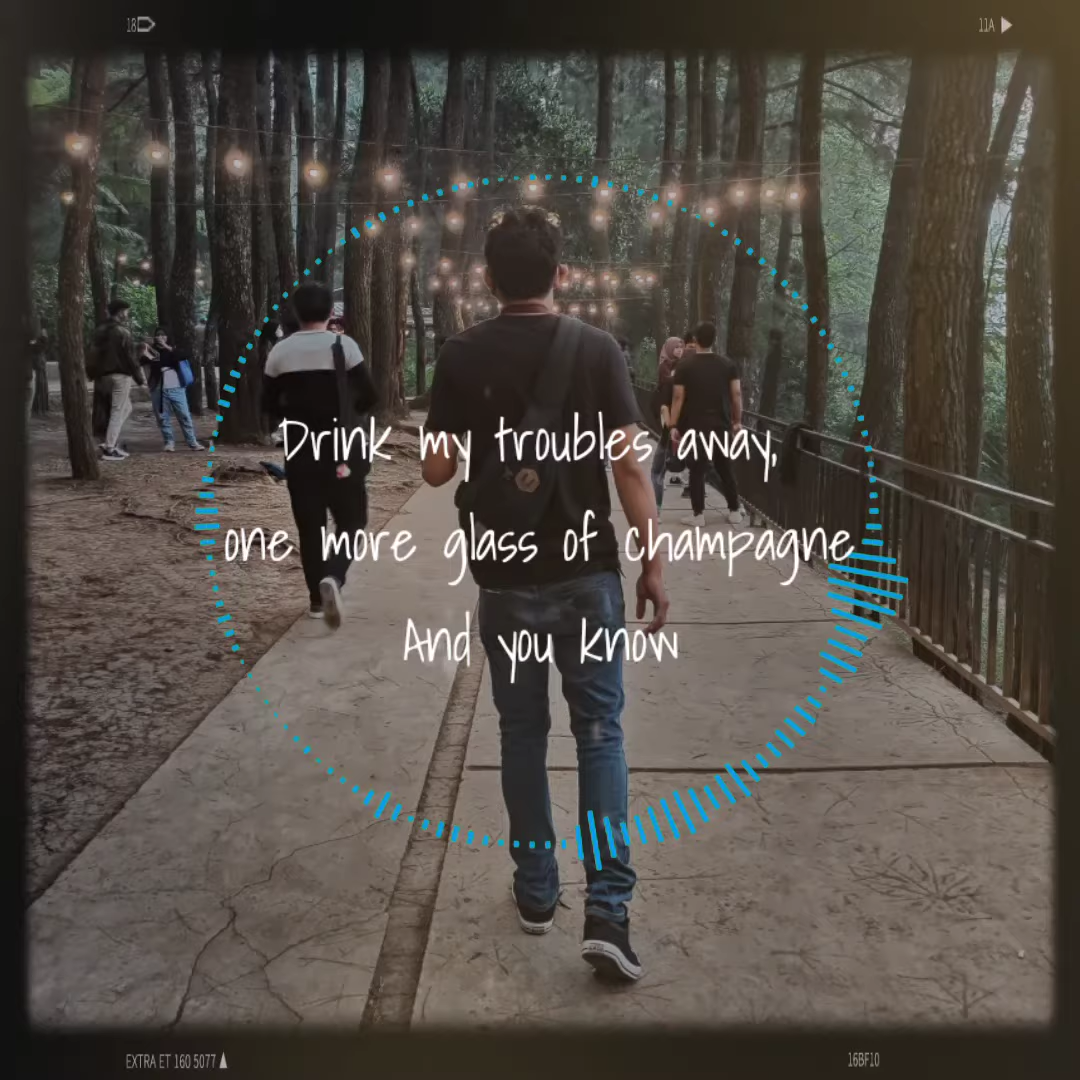 18
11A
Drink my troubles away,
one more glass of champagne
And you know
EXTRA ET 160 5077
16BF10